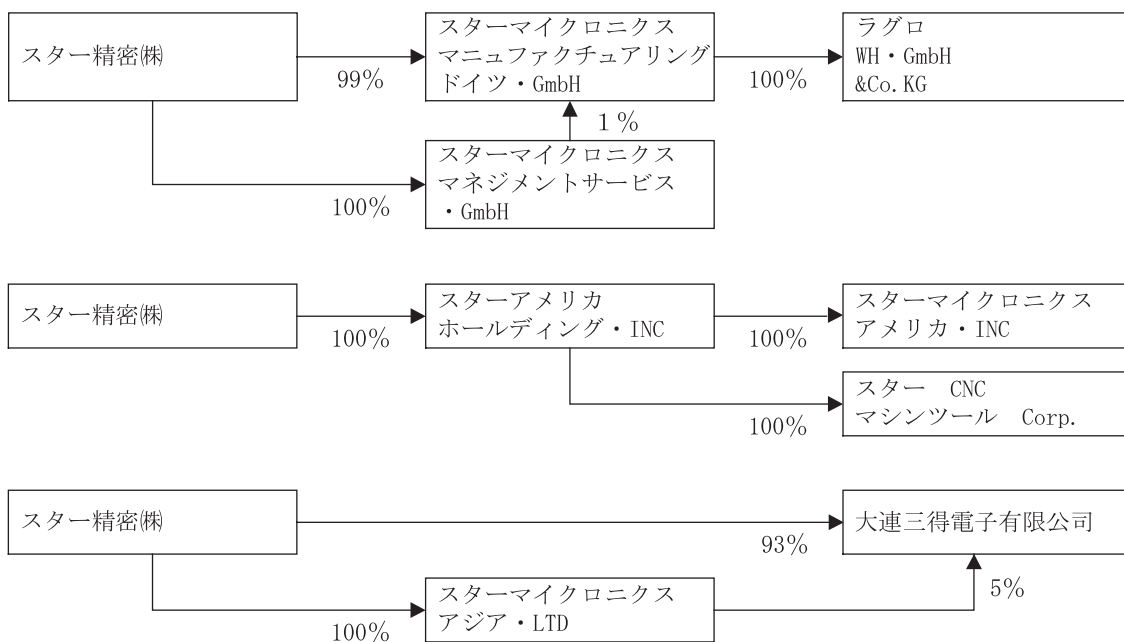 スター精密㈱
99%
スターマイクロニクス
マニュファクチュアリング
ドイツ・GmbH
100%
ラグロ
WH・GmbH
&Co.KG
1%
100%
スターマイクロニクス
マネジメントサービス
・GmbH
スター精密㈱
100%
スターアメリカ
ホールディング・INC
100%
スターマイクロニクス
アメリカ・INC
100%
スター　CNC
マシンツール　Corp.
スター精密㈱
93%
大連三得電子有限公司
100%
スターマイクロニクス
アジア・LTD
5%